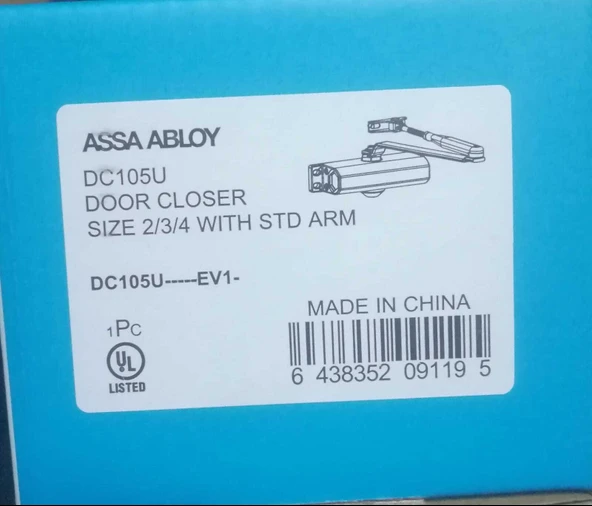 ASSA ABLOY
DC105U
DOOR CLOSER
SIZE 2/3/4 WITH STD ARM
DC105U-----EV1-
MADE IN CHINA
1Pc
UL
LISTED
6 438352 09119 5